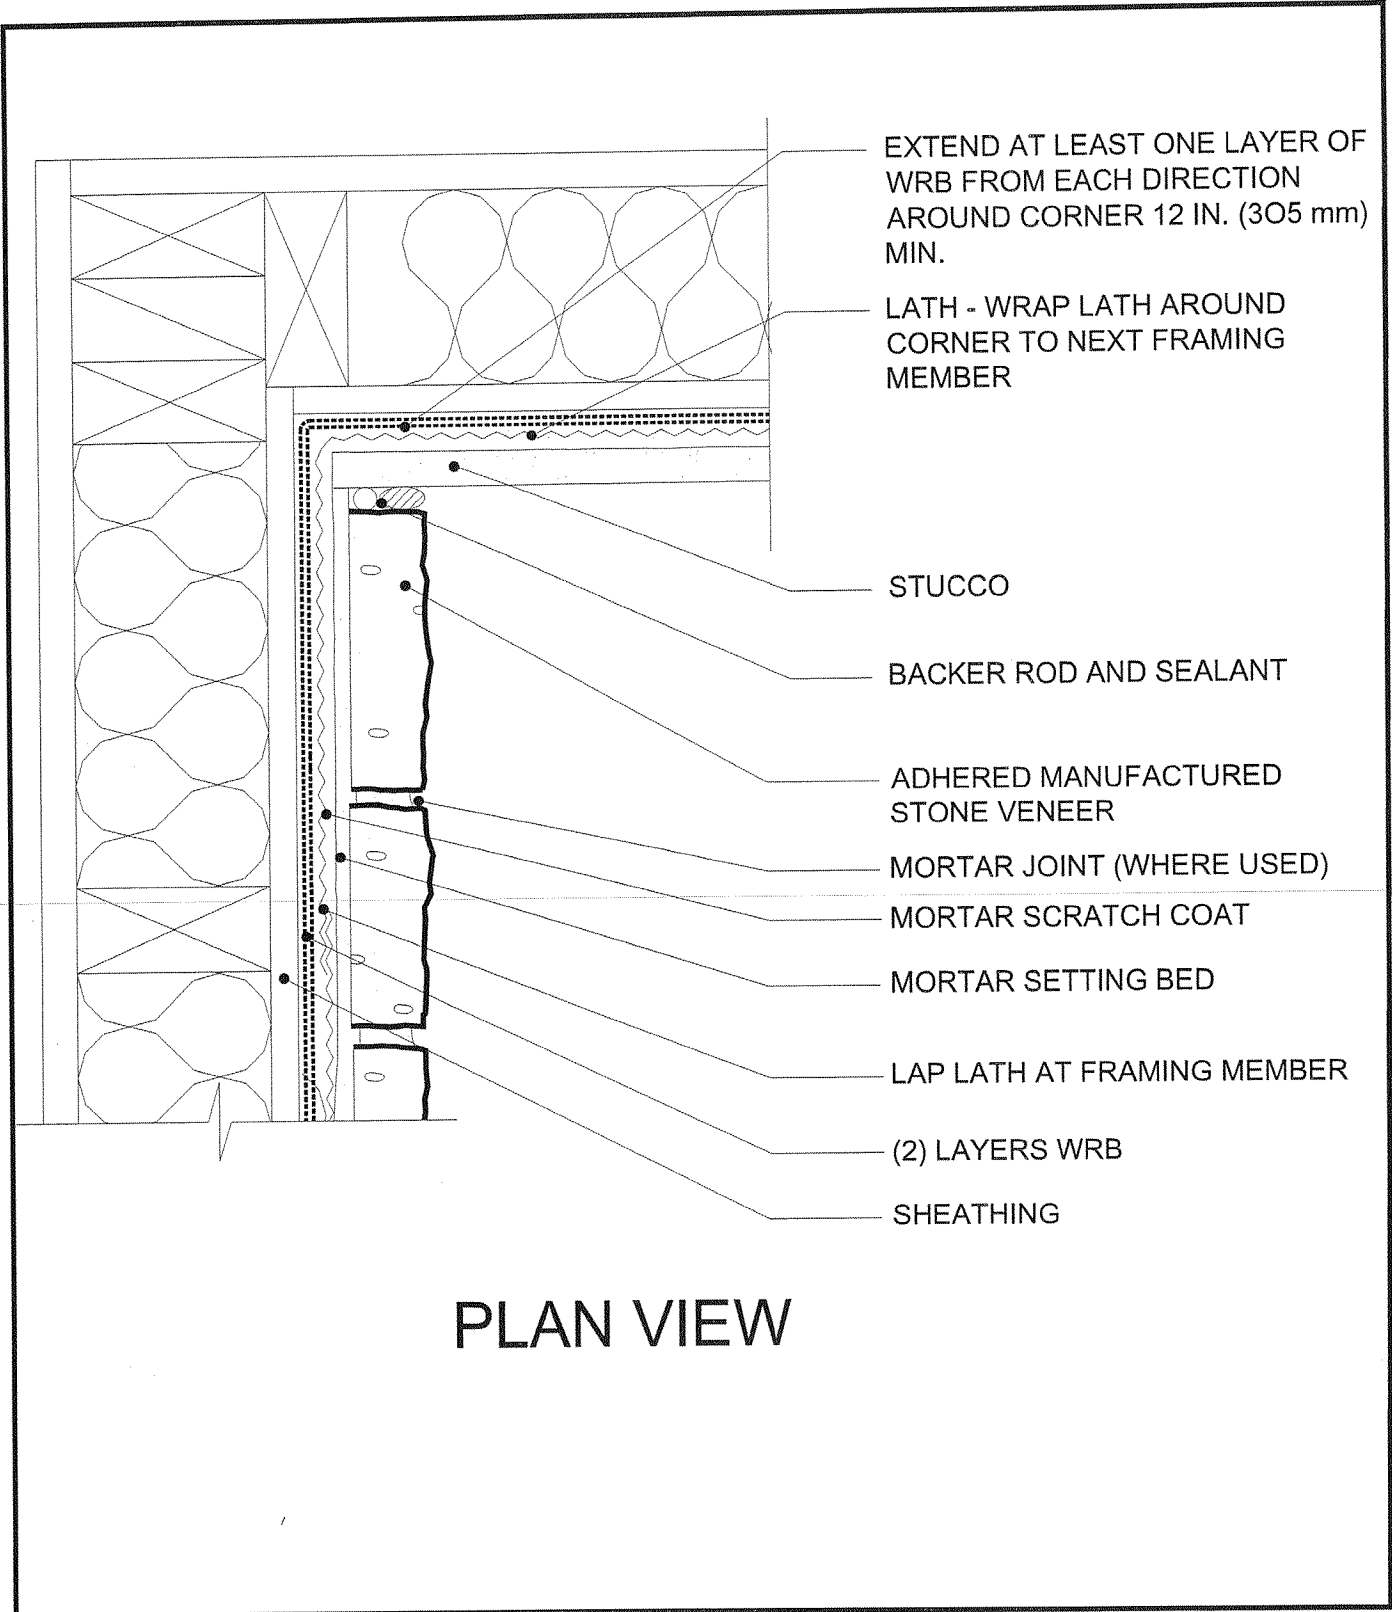 EXTEND AT LEAST ONE LAYER OF
WRB FROM EACH DIRECTION
AROUND CORNER 12 IN. (3O5 mm)
MIN.
LATH - WRAP LATH AROUND
CORNER TO NEXT FRAMING
MEMBER
STUCCO
BACKER ROD AND SEALANT
ADHERED MANUFACTURED
STONE VENEER
MORTAR JOINT (WHERE USED)
MORTAR SCRATCH COAT
MORTAR SETTING BED
LAP LATH AT FRAMING MEMBER
(2) LAYERS WRB
SHEATHING
PLAN VIEW